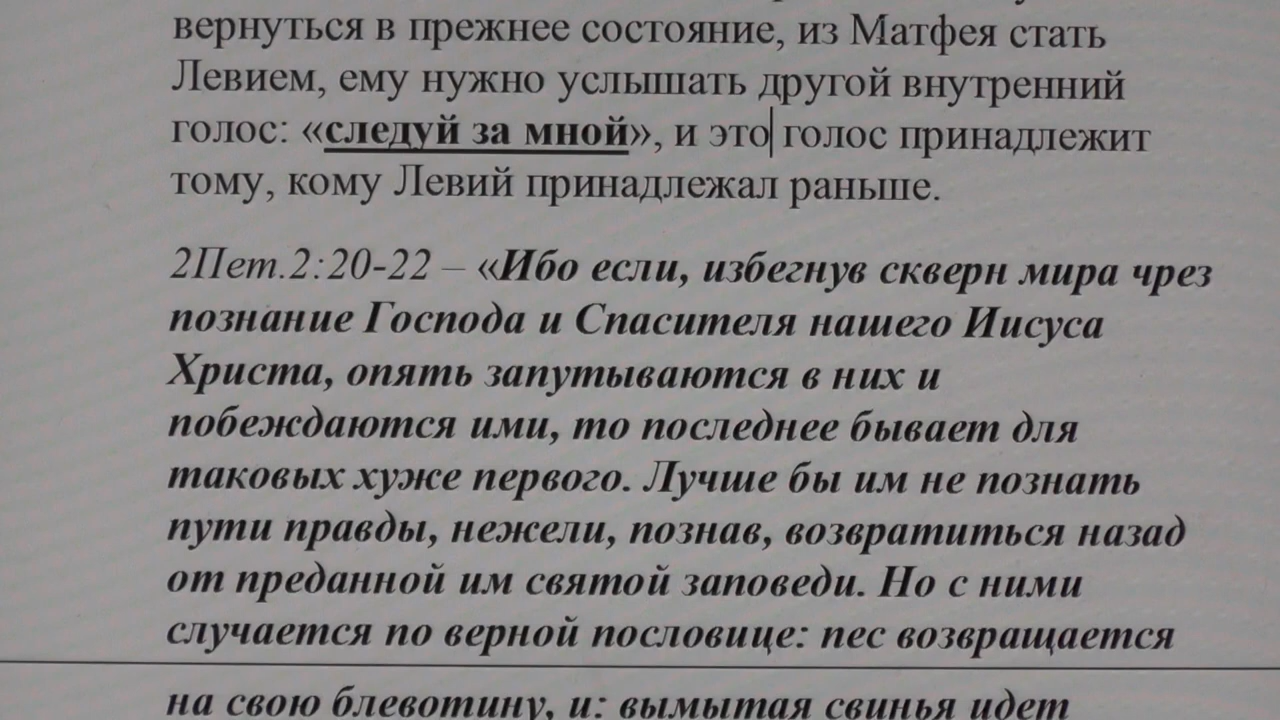 вернуться в прежнее состояние, из Матфея стать
Левием, ему нужно услышать другой внутренний
голос: «следуй за мной», и это голос принадлежит
тому, кому Левий принадлежал раньше.
2Пет.2:20-22 – «Ибо если, избегнув скверн мира чрез
познание Господа и Спасителя нашего Иисуса
Христа, опять запутываются в них и
побеждаются ими, то последнее бывает для
таковых хуже первого. Лучше бы им не познать
пути правды, нежели, познав, возвратиться назад
от преданной им святой заповеди. Но с ними
случается по верной пословице: пес возвращается
на свою блевотину, и: вымытая свинья идет